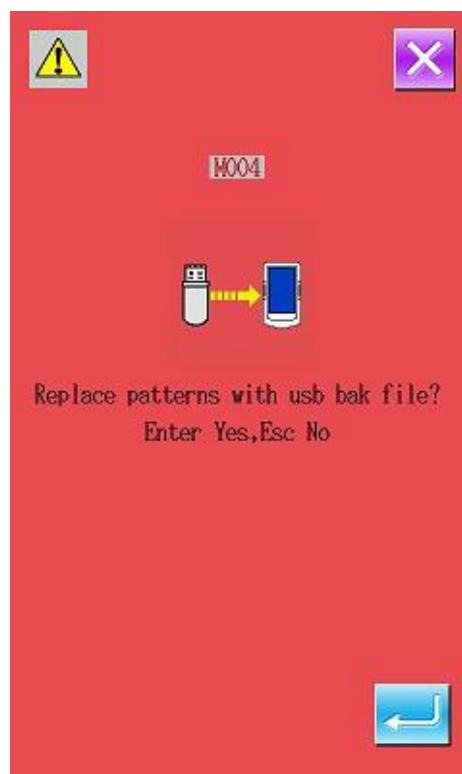 M004
Replace patterns with usb bak file?
Enter Yes,Esc No